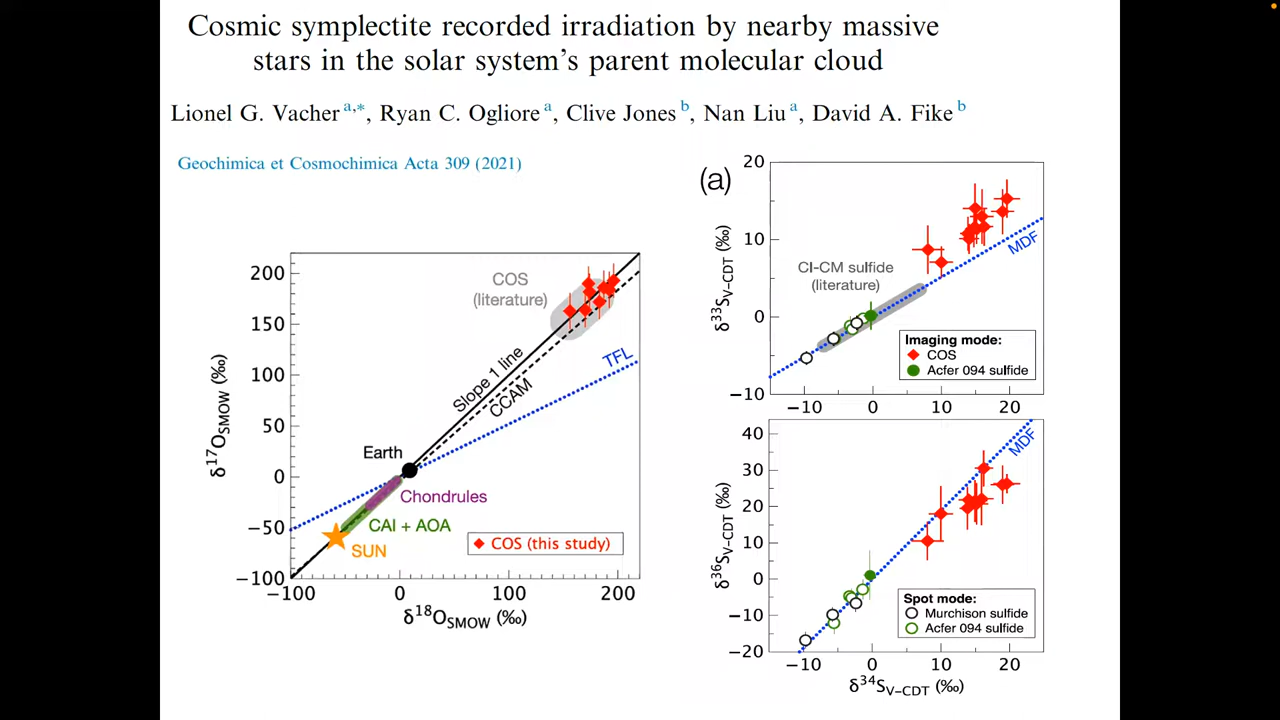 Cosmic symplectite recorded irradiation by nearby massive
stars in the solar system's parent molecular cloud
Lionel G. Vacher a,*, Ryan C. Ogliore a, Clive Jones b, Nan Liu a, David A. Fike b
Geochimica et Cosmochimica Acta 309 (2021)
200
150
100
50
0
−50
−100
δ17OSMOW (‰)
COS
(literature)
Slope 1 line
CCAM
TFL
Earth
Chondrules
CAI + AOA
SUN
COS (this study)
−100
0
100
200
δ18OSMOW (‰)
(a)
20
10
0
−10
δ33SV−CDT (‰)
MDF
CI-CM sulfide
(literature)
Imaging mode:
COS
Acfer 094 sulfide
−10
0
10
20
40
30
20
10
0
−10
−20
δ36SV−CDT (‰)
MDF
Spot mode:
Murchison sulfide
Acfer 094 sulfide
−10
0
10
20
δ34SV−CDT (‰)